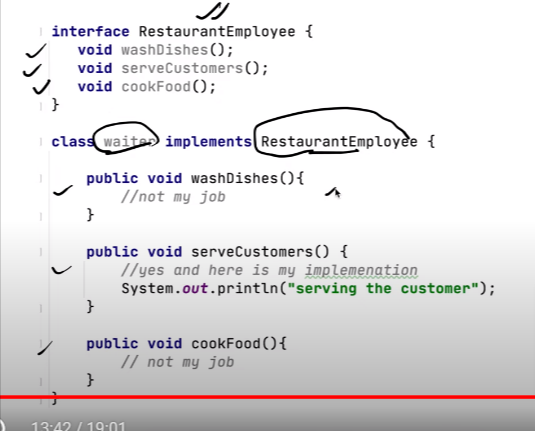 interface RestaurantEmployee {
void washDishes();
void serveCustomers();
void cookFood();
}
class waiter implements RestaurantEmployee {
public void washDishes(){
//not my job
}
public void serveCustomers() {
//yes and here is my implemenation
System.out.println("serving the customer");
}
public void cookFood(){
// not my job
}
}
13:42 / 19:01